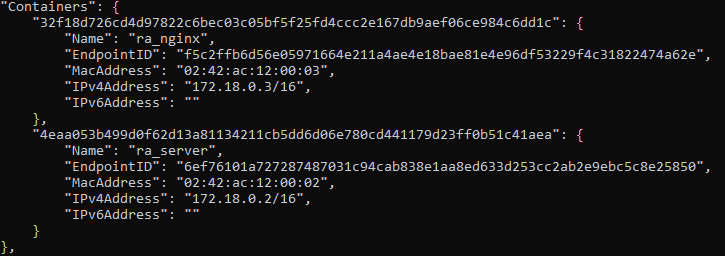 "Containers": {
    "32f18d726cd4d97822c6bec03c05bf5f25fd4ccc2e167db9aef06ce984c6dd1c": {
        "Name": "ra_nginx",
        "EndpointID": "f5c2ffb6d56e05971664e211a4ae4e18bae81e4e96df53229f4c31822474a62e",
        "MacAddress": "02:42:ac:12:00:03",
        "IPv4Address": "172.18.0.3/16",
        "IPv6Address": ""
    },
    "4eaa053b499d0f62d13a81134211cb5dd6d06e780cd441179d23ff0b51c41aea": {
        "Name": "ra_server",
        "EndpointID": "6ef76101a727287487031c94cab838e1aa8ed633d253cc2ab2e9ebc5c8e25850",
        "MacAddress": "02:42:ac:12:00:02",
        "IPv4Address": "172.18.0.2/16",
        "IPv6Address": ""
    }
},